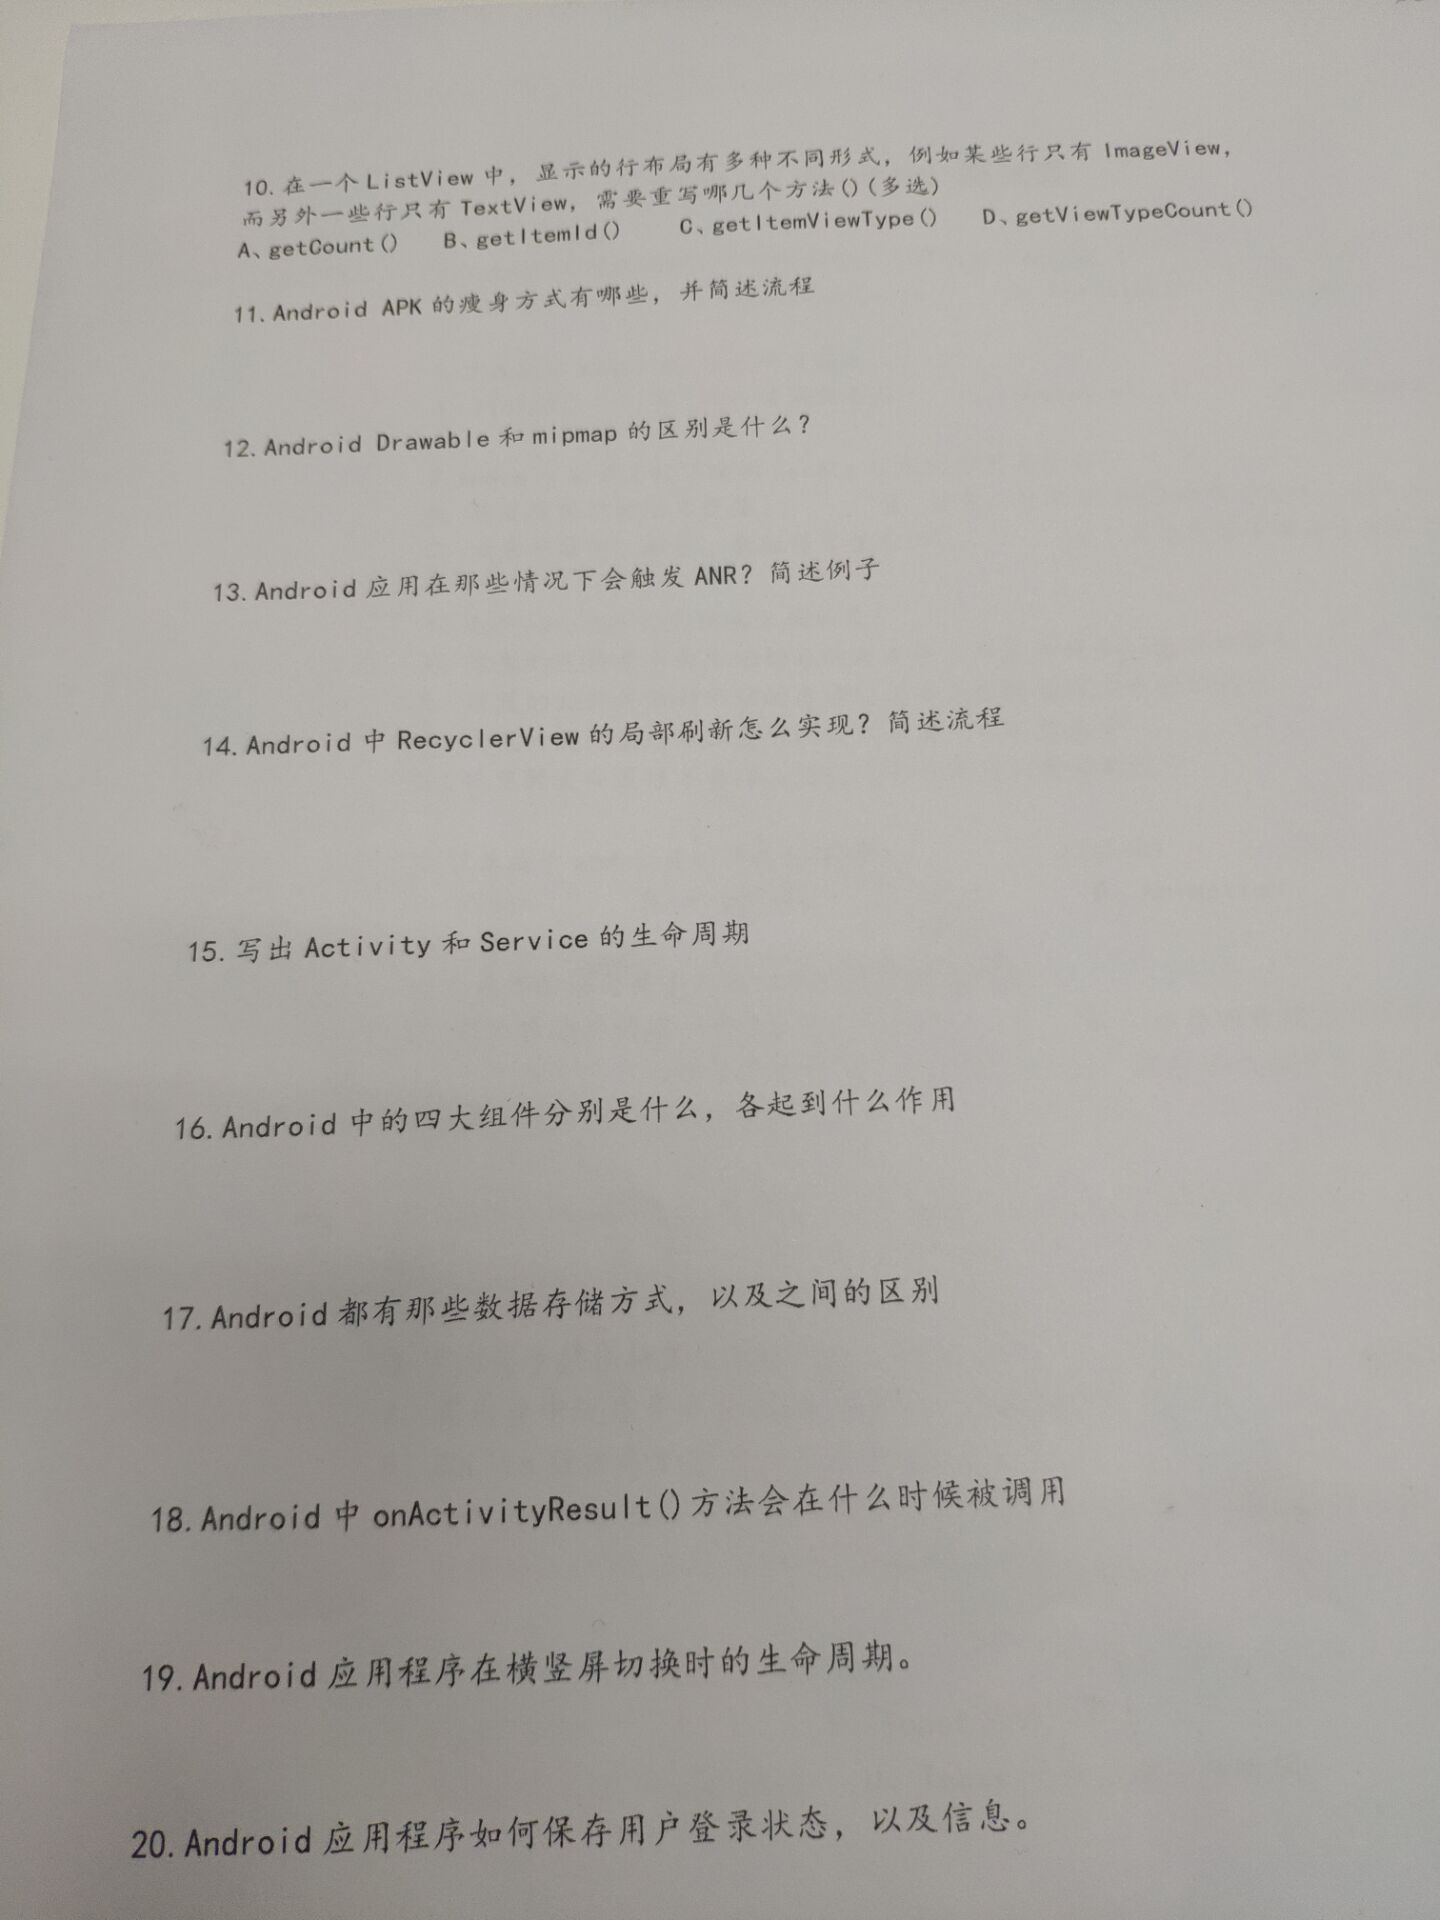 10.在一个 ListView 中，显示的行布局有多种不同形式，例如某些行只有 ImageView，
而另外一些行只有 TextView，需要重写哪几个方法()(多选)
A、getCount() B、getItemId() C、getItemViewType() D、getViewTypeCount()
11.Android APK 的瘦身方式有哪些，并简述流程
12.Android Drawable 和 mipmap 的区别是什么？
13.Android 应用在那些情况下会触发 ANR？简述例子
14.Android 中 RecyclerView 的局部刷新怎么实现？简述流程
15.写出 Activity 和 Service 的生命周期
16.Android 中的四大组件分别是什么，各起到什么作用
17.Android 都有那些数据存储方式，以及之间的区别
18.Android 中 onActivityResult()方法会在什么时候被调用
19.Android 应用程序在横竖屏切换时的生命周期。
20.Android 应用程序如何保存用户登录状态，以及信息。